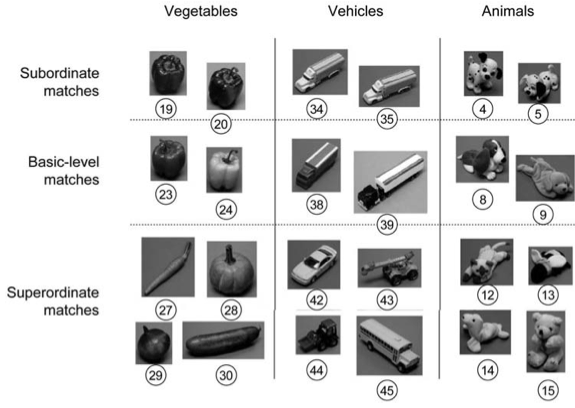 Vegetables Vehicles Animals
Subordinate
matches
19 20 34 35 4 5
Basic-level
matches
23 24 38 39 8 9
Superordinate
matches
27 28 42 43 12 13
29 30 44 45 14 15